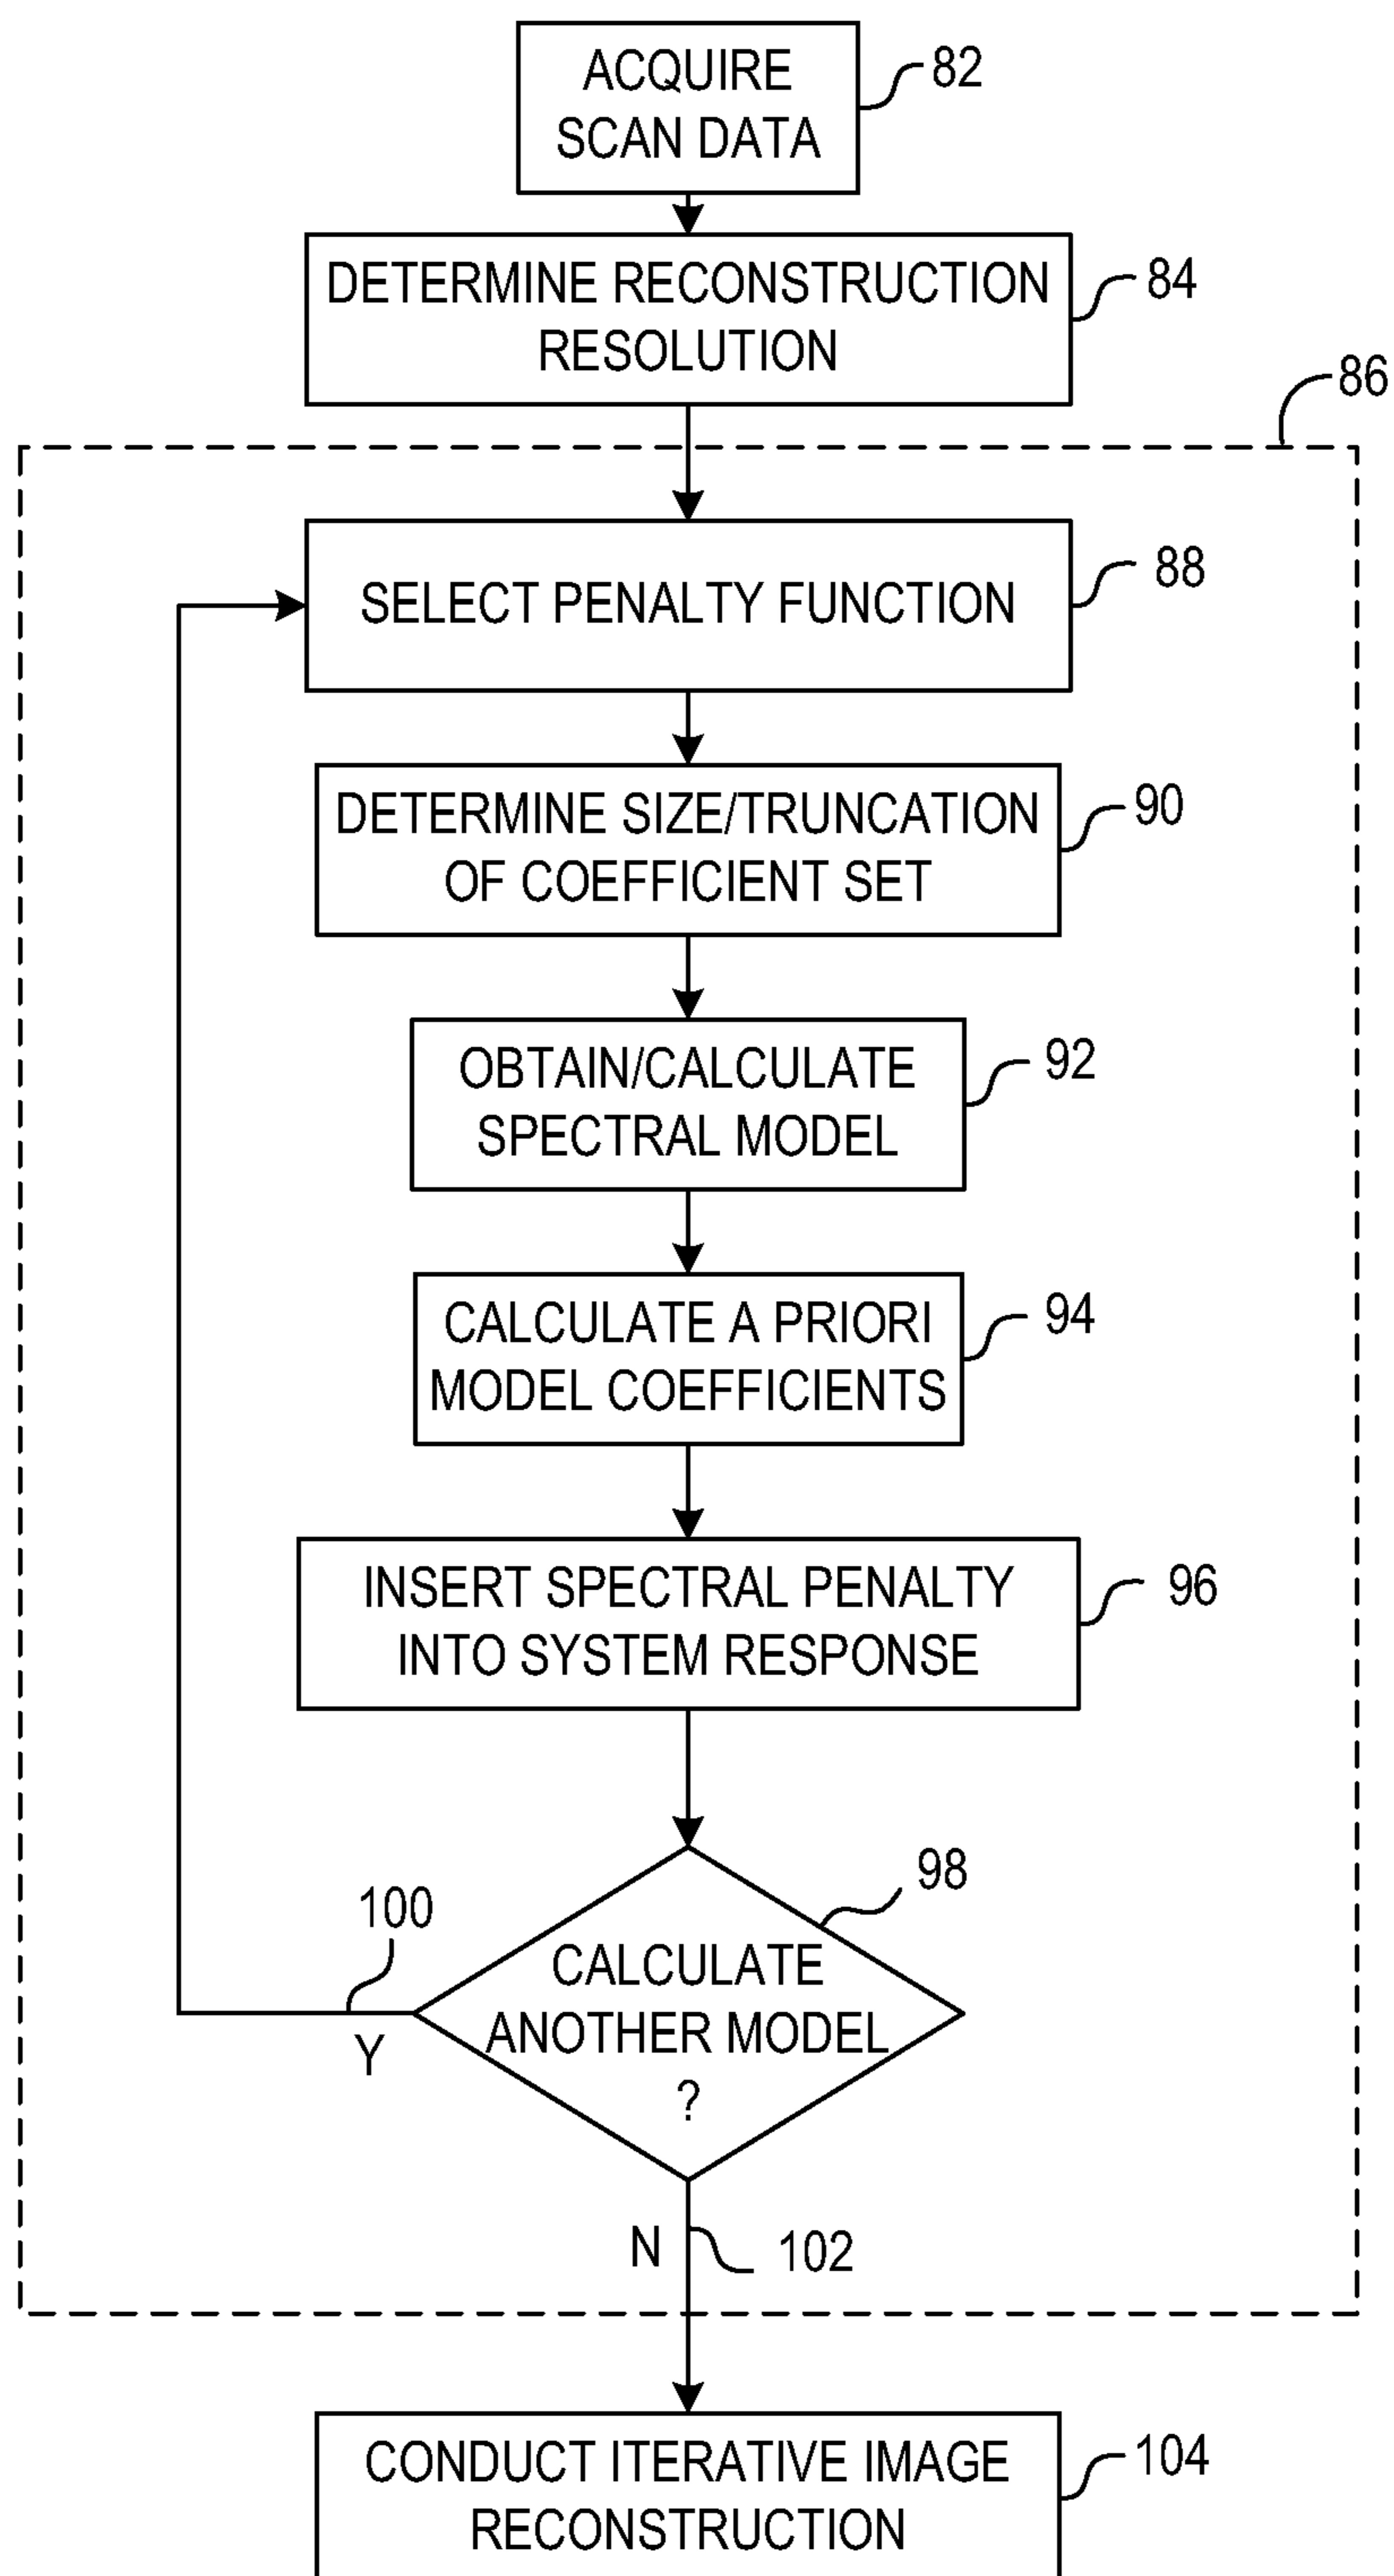 ACQUIRE
SCAN DATA
82
DETERMINE RECONSTRUCTION
RESOLUTION
84
86
SELECT PENALTY FUNCTION
88
DETERMINE SIZE/TRUNCATION
OF COEFFICIENT SET
90
OBTAIN/CALCULATE
SPECTRAL MODEL
92
CALCULATE A PRIORI
MODEL COEFFICIENTS
94
INSERT SPECTRAL PENALTY
INTO SYSTEM RESPONSE
96
98
100
CALCULATE
ANOTHER MODEL
?
Y
N
102
CONDUCT ITERATIVE IMAGE
RECONSTRUCTION
104